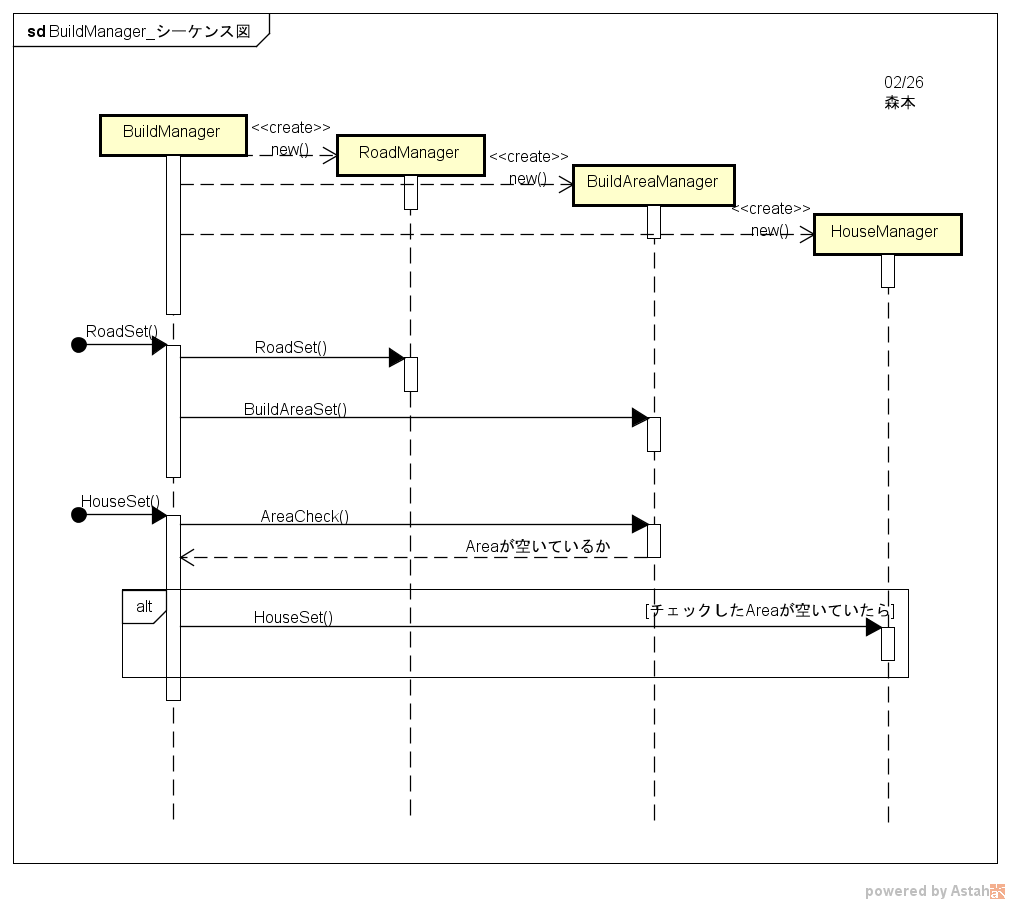 sd BuildManager_シーケンス図
02/26
森本
BuildManager
<<create>>
new()
RoadManager
<<create>>
new()
BuildAreaManager
<<create>>
new()
HouseManager
RoadSet()
RoadSet()
BuildAreaSet()
HouseSet()
AreaCheck()
Areaが空いているか
alt
[チェックしたAreaが空いていたら]
HouseSet()
powered by Astah